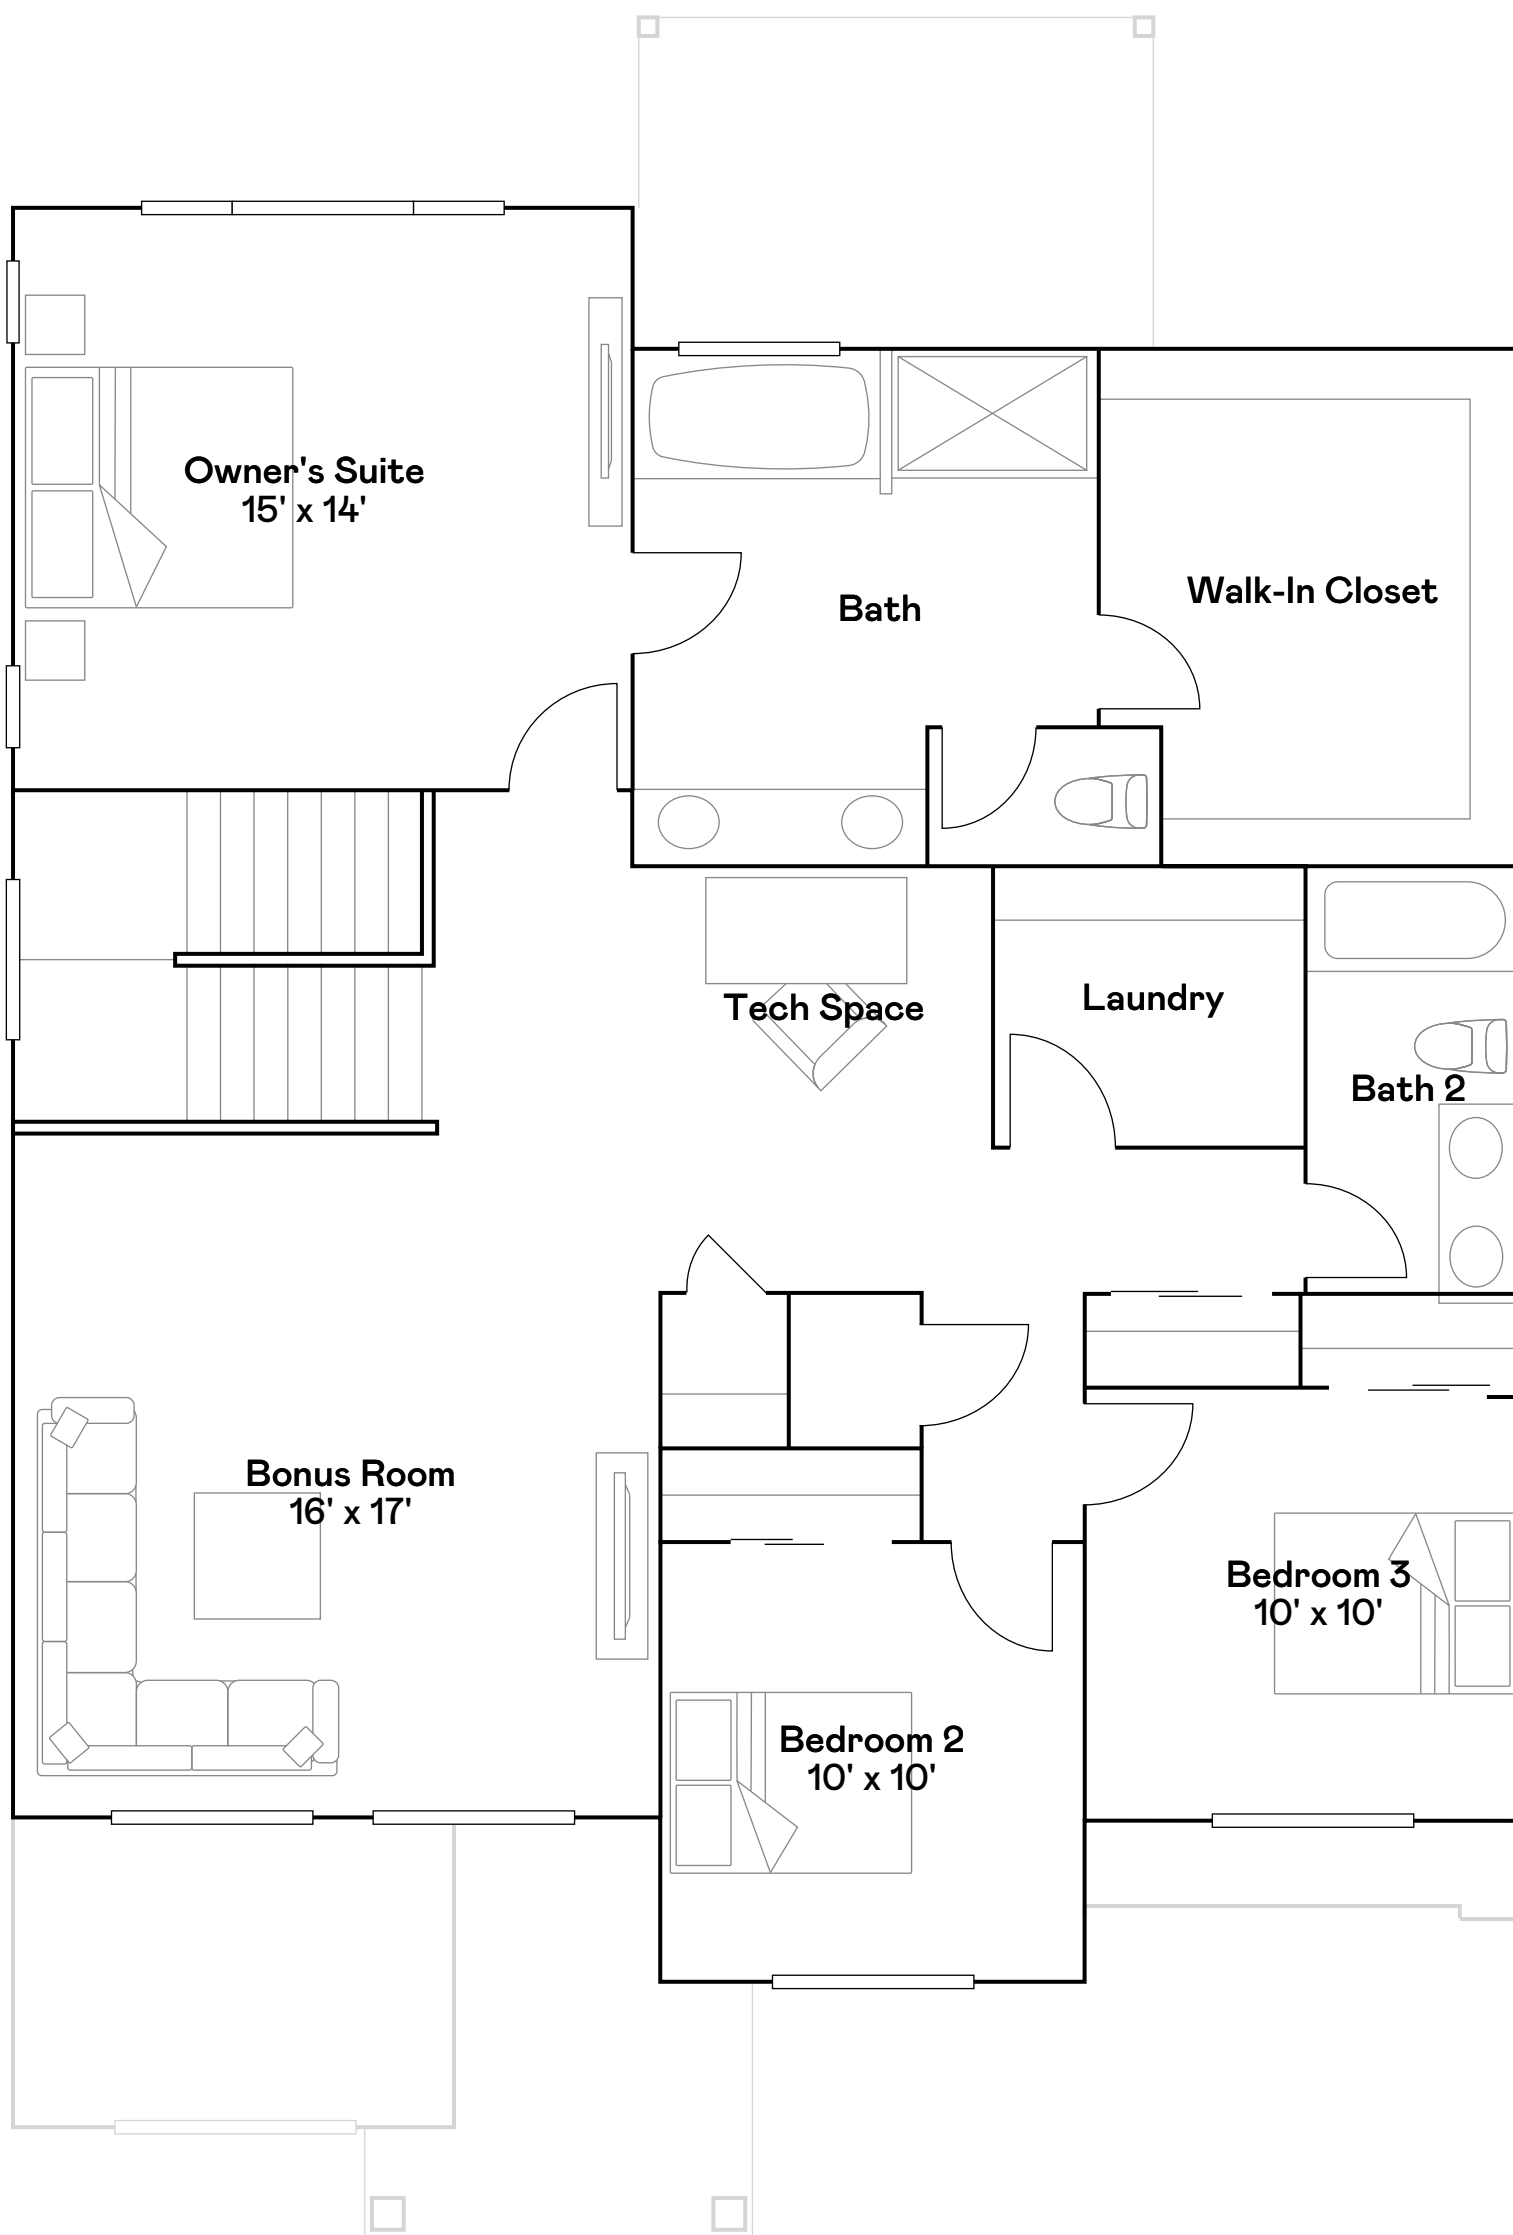 Owner's Suite
15' x 14'
Bath
Walk-In Closet
Tech Space
Laundry
Bath 2
Bonus Room
16' x 17'
Bedroom 3
10' x 10'
Bedroom 2
10' x 10'